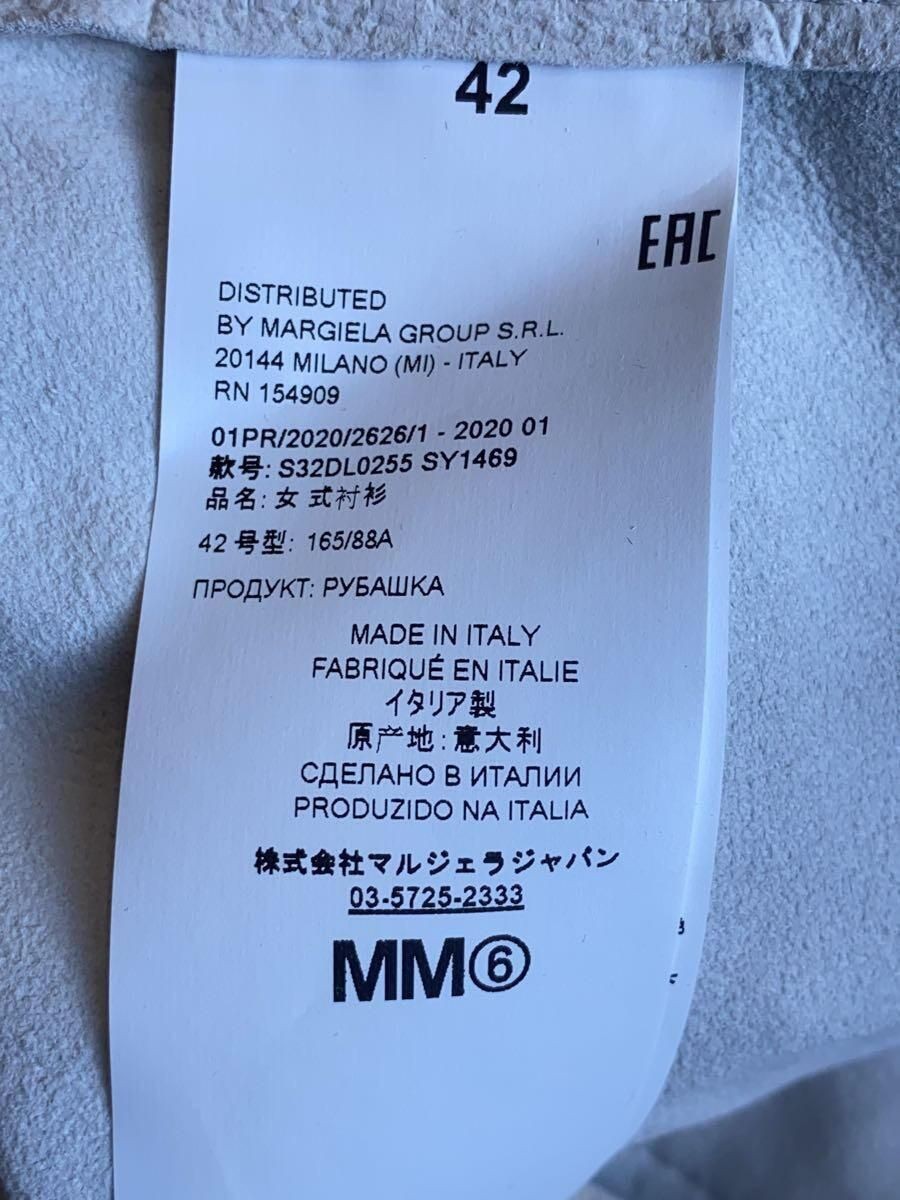 42
EAC
DISTRIBUTED
BY MARGIELA GROUP S.R.L.
20144 MILANO (MI) - ITALY
RN 154909
01PR/2020/2626/1 - 2020 01
款号: S32DL0255 SY1469
品名: 女式衬衫
42 号型: 165/88A
ПРОДУКТ: РУБАШКА
MADE IN ITALY
FABRIQUÉ EN ITALIE
イタリア製
原产地: 意大利
СДЕЛАНО В ИТАЛИИ
PRODUZIDO NA ITALIA
株式会社マルジェラジャパン
03-5725-2333
MM⑥